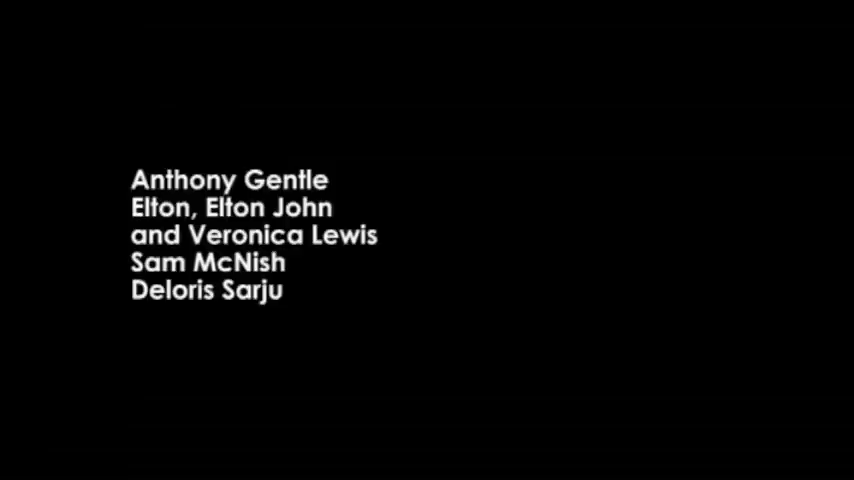 Anthony Gentle
Elton, Elton John
and Veronica Lewis
Sam McNish
Deloris Sarju